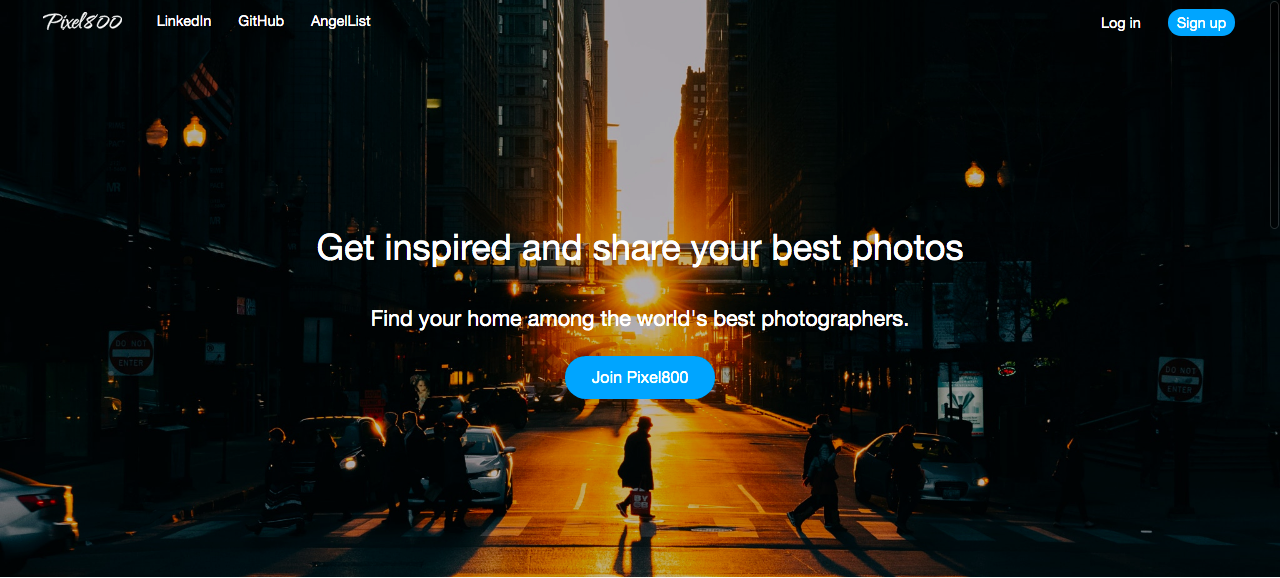 Pixel800 LinkedIn GitHub AngelList Log in Sign up
Get inspired and share your best photos
Find your home among the world's best photographers.
Join Pixel800
DO NOT
ENTER
DO NOT
ENTER